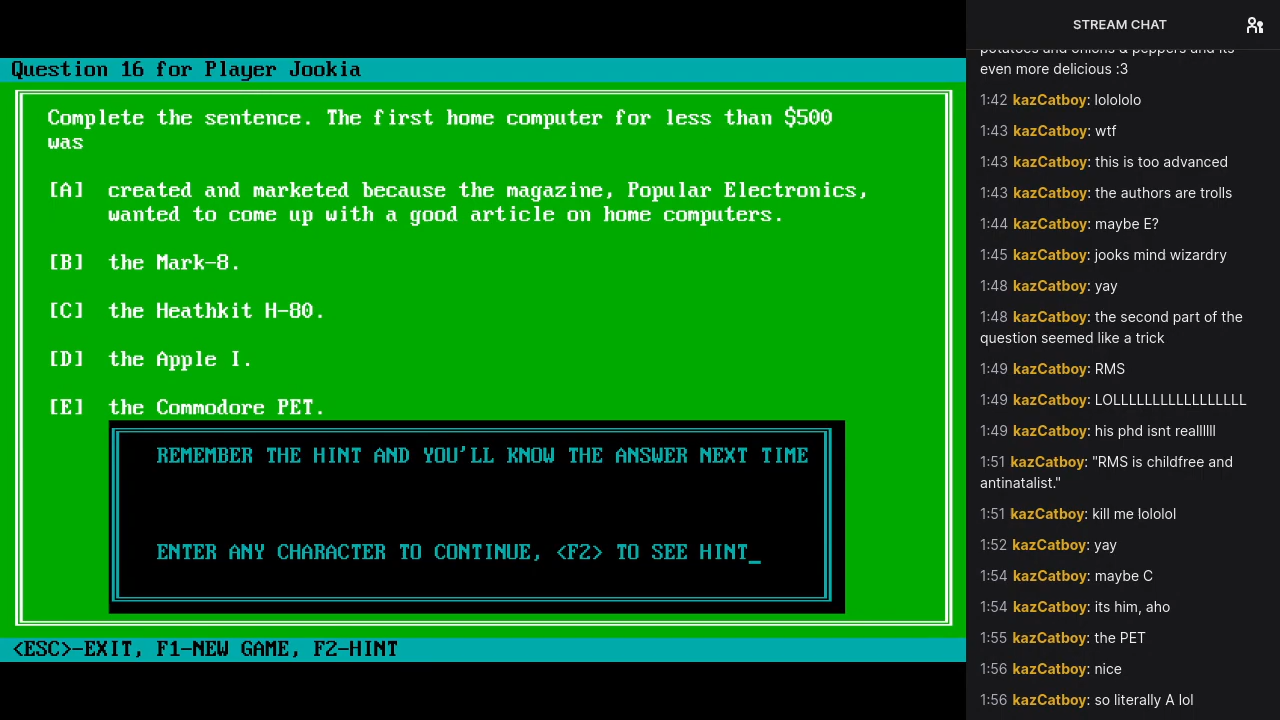 Question 16 for Player Jookia
Complete the sentence. The first home computer for less than $500
was
[A] created and marketed because the magazine, Popular Electronics,
wanted to come up with a good article on home computers.
[B] the Mark-8.
[C] the Heathkit H-80.
[D] the Apple I.
[E] the Commodore PET.
REMEMBER THE HINT AND YOU'LL KNOW THE ANSWER NEXT TIME
ENTER ANY CHARACTER TO CONTINUE, <F2> TO SEE HINT_
<ESC>-EXIT, F1-NEW GAME, F2-HINT
STREAM CHAT
potatoes and onions & peppers and its
even more delicious :3
1:42 kazCatboy: lolololo
1:43 kazCatboy: wtf
1:43 kazCatboy: this is too advanced
1:43 kazCatboy: the authors are trolls
1:44 kazCatboy: maybe E?
1:45 kazCatboy: jooks mind wizardry
1:48 kazCatboy: yay
1:48 kazCatboy: the second part of the
question seemed like a trick
1:49 kazCatboy: RMS
1:49 kazCatboy: LOLLLLLLLLLLLLLLLLL
1:49 kazCatboy: his phd isnt reallllll
1:51 kazCatboy: "RMS is childfree and
antinatalist."
1:51 kazCatboy: kill me lololol
1:52 kazCatboy: yay
1:54 kazCatboy: maybe C
1:54 kazCatboy: its him, aho
1:55 kazCatboy: the PET
1:56 kazCatboy: nice
1:56 kazCatboy: so literally A lol